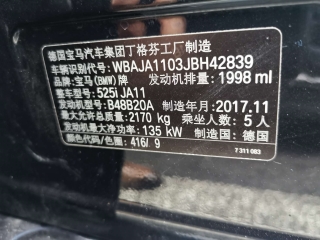 德国宝马汽车集团丁格芬工厂制造
车辆识别代号:WBAJA1103JBH42839
品牌:宝马(BMW)牌 发动机排量:1998 ml
整车型号:525i JA11
发动机型号:B48B20A 制造年月:2017.11
最大允许总质量:2170 kg 乘坐人数:5人
发动机最大净功率:135 kW 制造国:德国
颜色代码/色圈:416/ 9
7 311 083